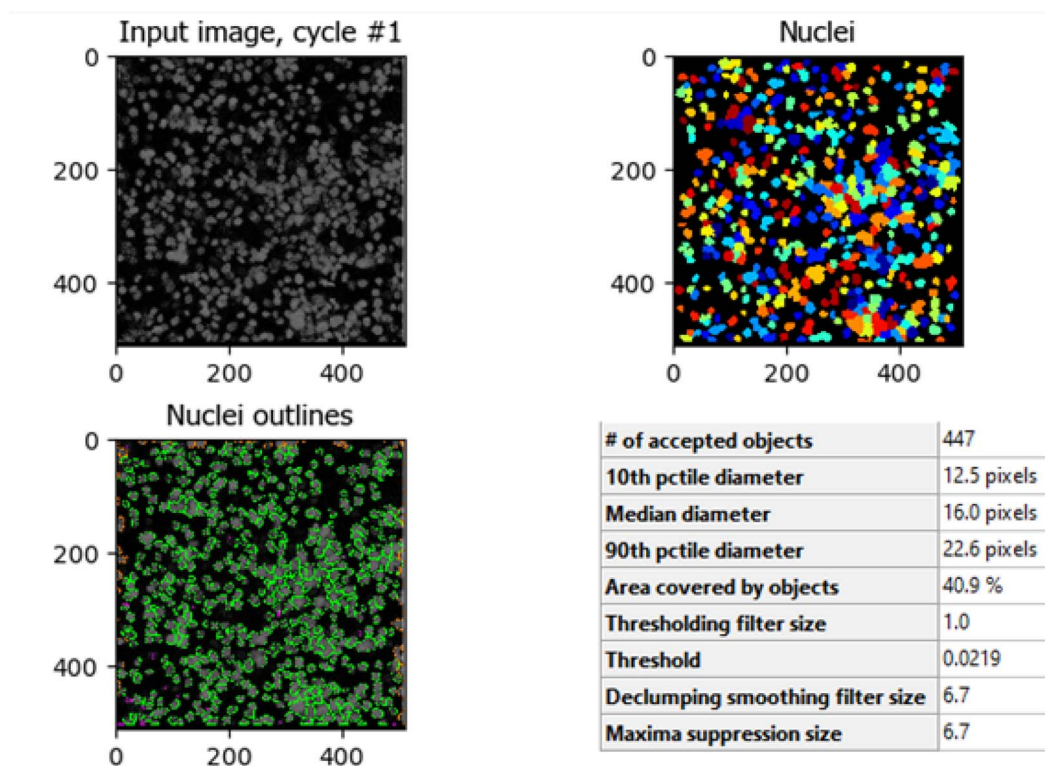 Input image, cycle #1
0
200
400
0
200
400
Nuclei
0
200
400
0
200
400
Nuclei outlines
0
200
400
0
200
400
# of accepted objects 447
10th pctile diameter 12.5 pixels
Median diameter 16.0 pixels
90th pctile diameter 22.6 pixels
Area covered by objects 40.9 %
Thresholding filter size 1.0
Threshold 0.0219
Declumping smoothing filter size 6.7
Maxima suppression size 6.7